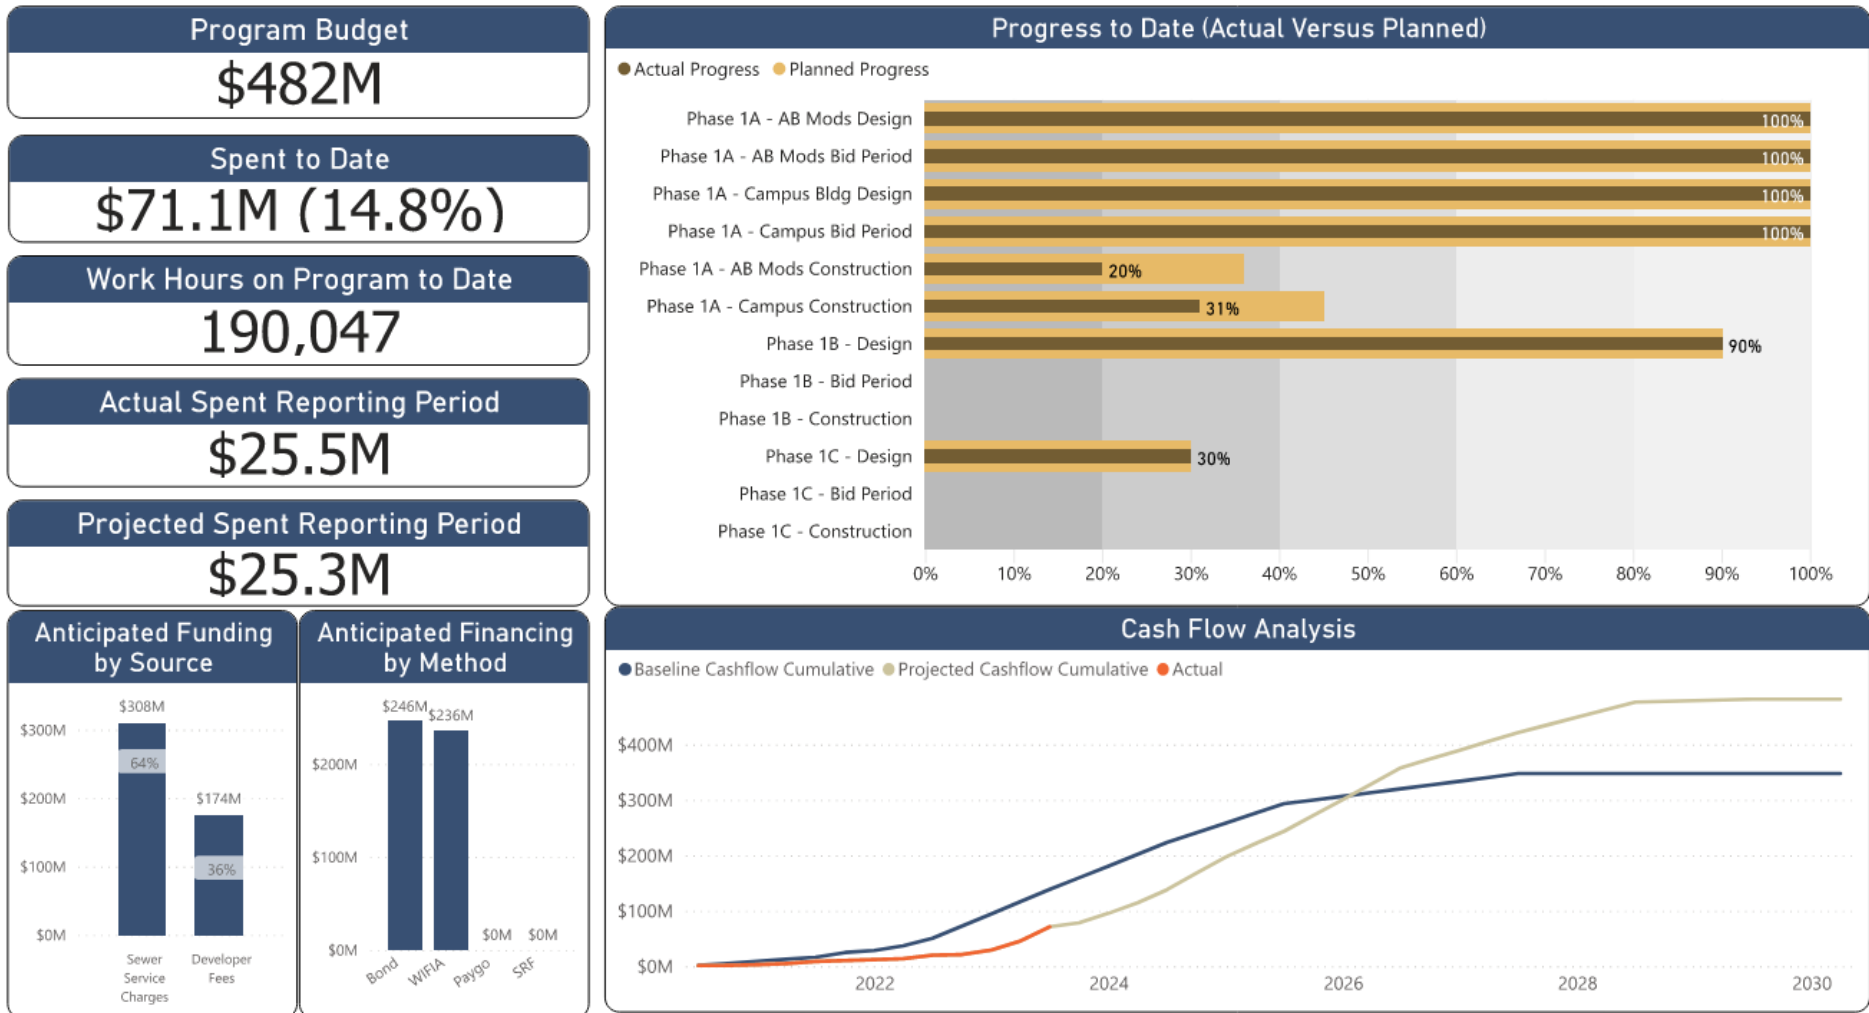 Program Budget
$482M
Spent to Date
$71.1M (14.8%)
Work Hours on Program to Date
190,047
Actual Spent Reporting Period
$25.5M
Projected Spent Reporting Period
$25.3M
Progress to Date (Actual Versus Planned)
Actual Progress Planned Progress
Phase 1A - AB Mods Design 100%
Phase 1A - AB Mods Bid Period 100%
Phase 1A - Campus Bldg Design 100%
Phase 1A - Campus Bid Period 100%
Phase 1A - AB Mods Construction 20%
Phase 1A - Campus Construction 31%
Phase 1B - Design 90%
Phase 1B - Bid Period
Phase 1B - Construction
Phase 1C - Design 30%
Phase 1C - Bid Period
Phase 1C - Construction
0% 10% 20% 30% 40% 50% 60% 70% 80% 90% 100%
Anticipated Funding
by Source
$308M
$300M
64%
$200M
$174M
$100M
36%
$0M
Sewer
Service
Charges
Developer
Fees
Anticipated Financing
by Method
$246M
$236M
$200M
$100M
$0M
$0M
$0M
Bond
WIFIA
Paygo
SRF
Cash Flow Analysis
Baseline Cashflow Cumulative Projected Cashflow Cumulative Actual
$400M
$300M
$200M
$100M
$0M
2022 2024 2026 2028 2030